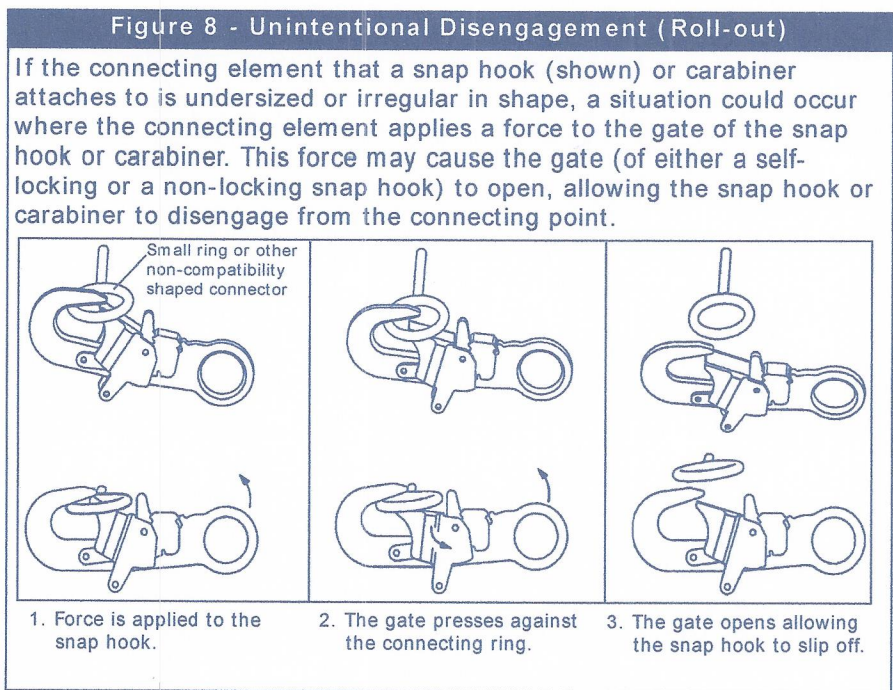 Figure 8 - Unintentional Disengagement (Roll-out)
If the connecting element that a snap hook (shown) or carabiner
attaches to is undersized or irregular in shape, a situation could occur
where the connecting element applies a force to the gate of the snap
hook or carabiner. This force may cause the gate (of either a self-
locking or a non-locking snap hook) to open, allowing the snap hook or
carabiner to disengage from the connecting point.
Small ring or other
non-compatibility
shaped connector
1. Force is applied to the
snap hook.
2. The gate presses against
the connecting ring.
3. The gate opens allowing
the snap hook to slip off.